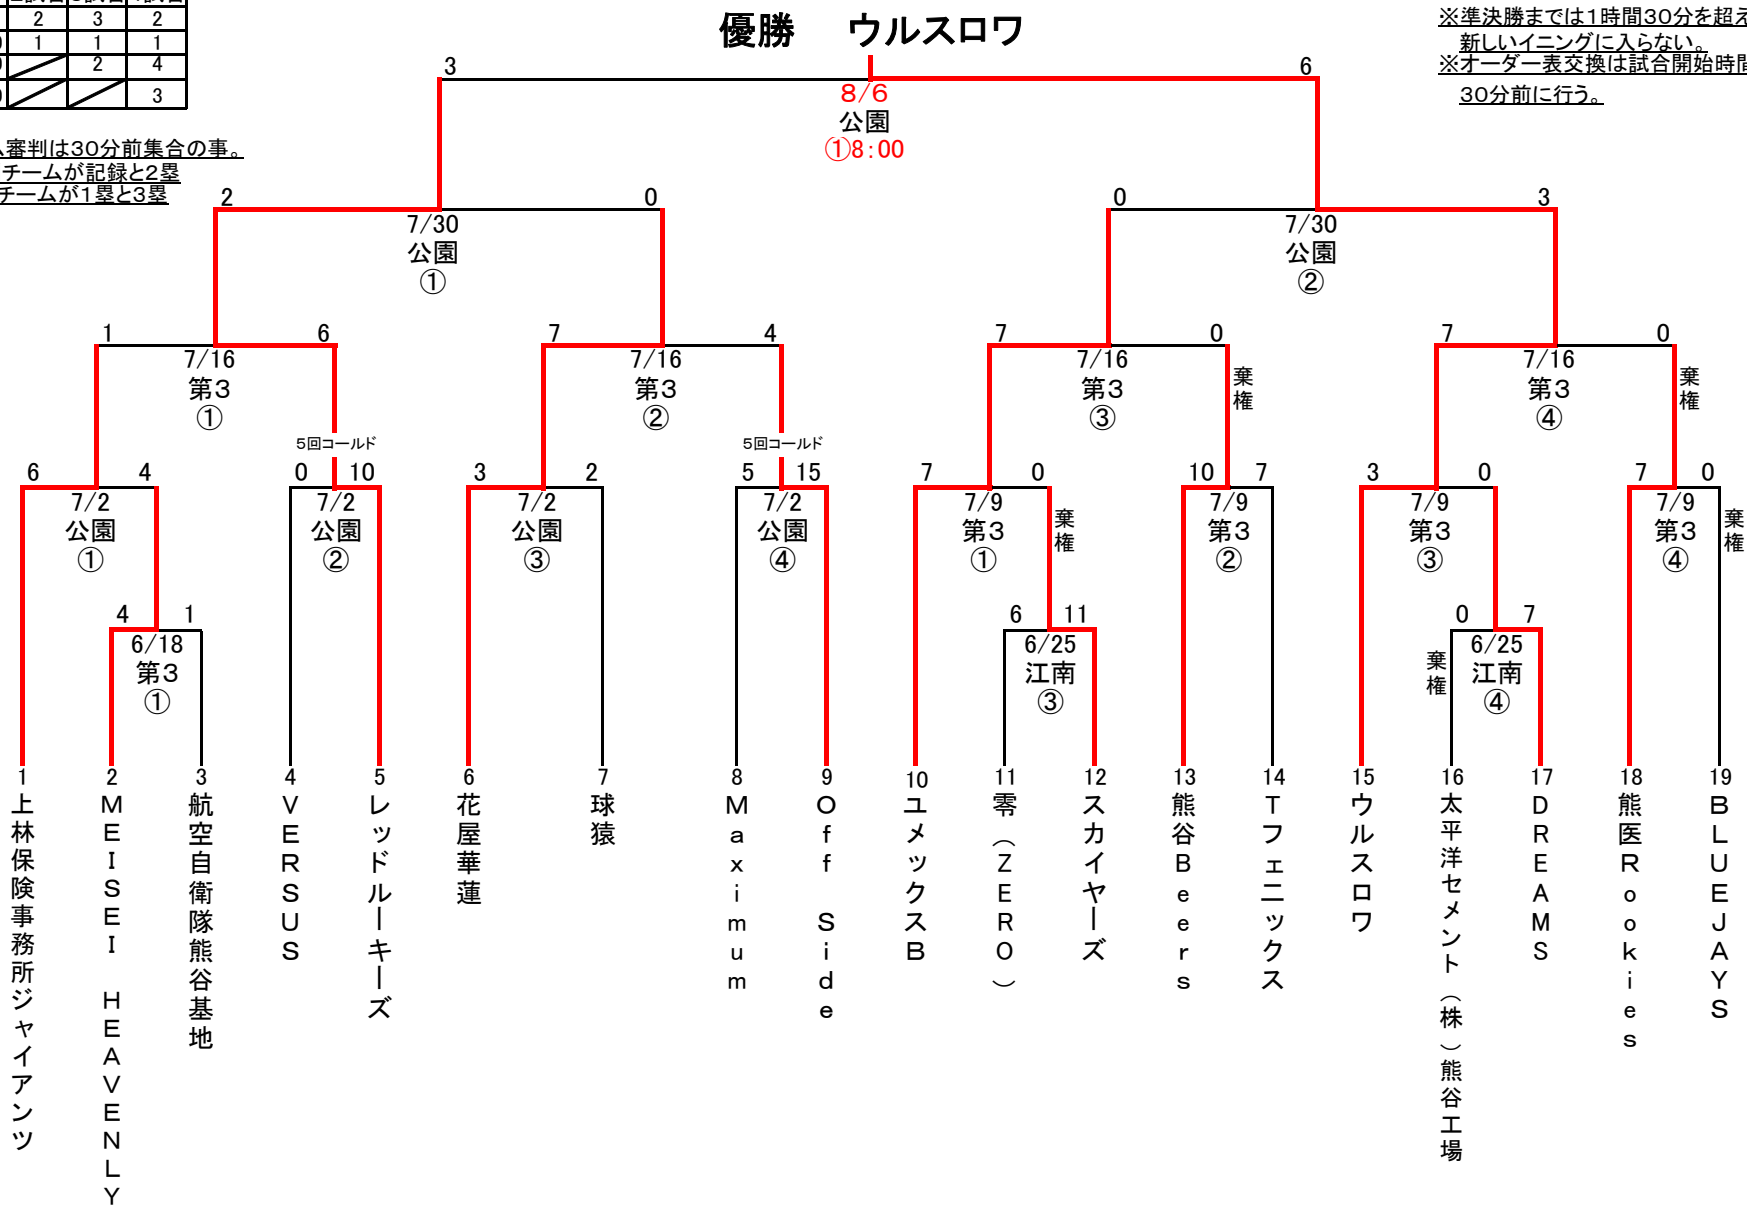 2 3 2
1 1 1
2 4
3
優勝 ウルスロワ
※準決勝までは1時間30分を超え
新しいイニングに入らない。
※オーダー表交換は試合開始時間
30分前に行う。
審判は30分前集合の事。
チームが記録と2塁
チームが1塁と3塁
3 6
8/6
公園
①8:00
2 0 0 3
7/30 7/30
公園 公園
① ②
1 6 7 4 7 0 7 0
7/16 7/16 7/16 7/16
第3 第3 第3 第3
① ② ③ ④
棄権 棄権
5回コールド 5回コールド
6 4 0 10 3 2 5 15 7 0 10 7 3 0 7 0
7/2 7/2 7/2 7/2 7/9 7/9 7/9 7/9
公園 公園 公園 公園 第3 第3 第3 第3
① ② ③ ④ ① ② ③ ④
棄権 棄権
4 1 6 11 0 7
6/18 6/25 6/25
第3 江南 江南
① ③ ④
棄権
1 上林保険事務所ジャイアンツ
2 MEISEI HEAVENLY
3 航空自衛隊熊谷基地
4 VERSUS
5 レッドルーキーズ
6 花屋華蓮
7 球猿
8 Maximum
9 Off Side
10 ユメックスB
11 零(ZERO)
12 スカイヤーズ
13 熊谷Beers
14 Tフェニックス
15 ウルスロワ
16 太平洋セメント(株)熊谷工場
17 DREAMS
18 熊医Rookies
19 BLUEJAYS